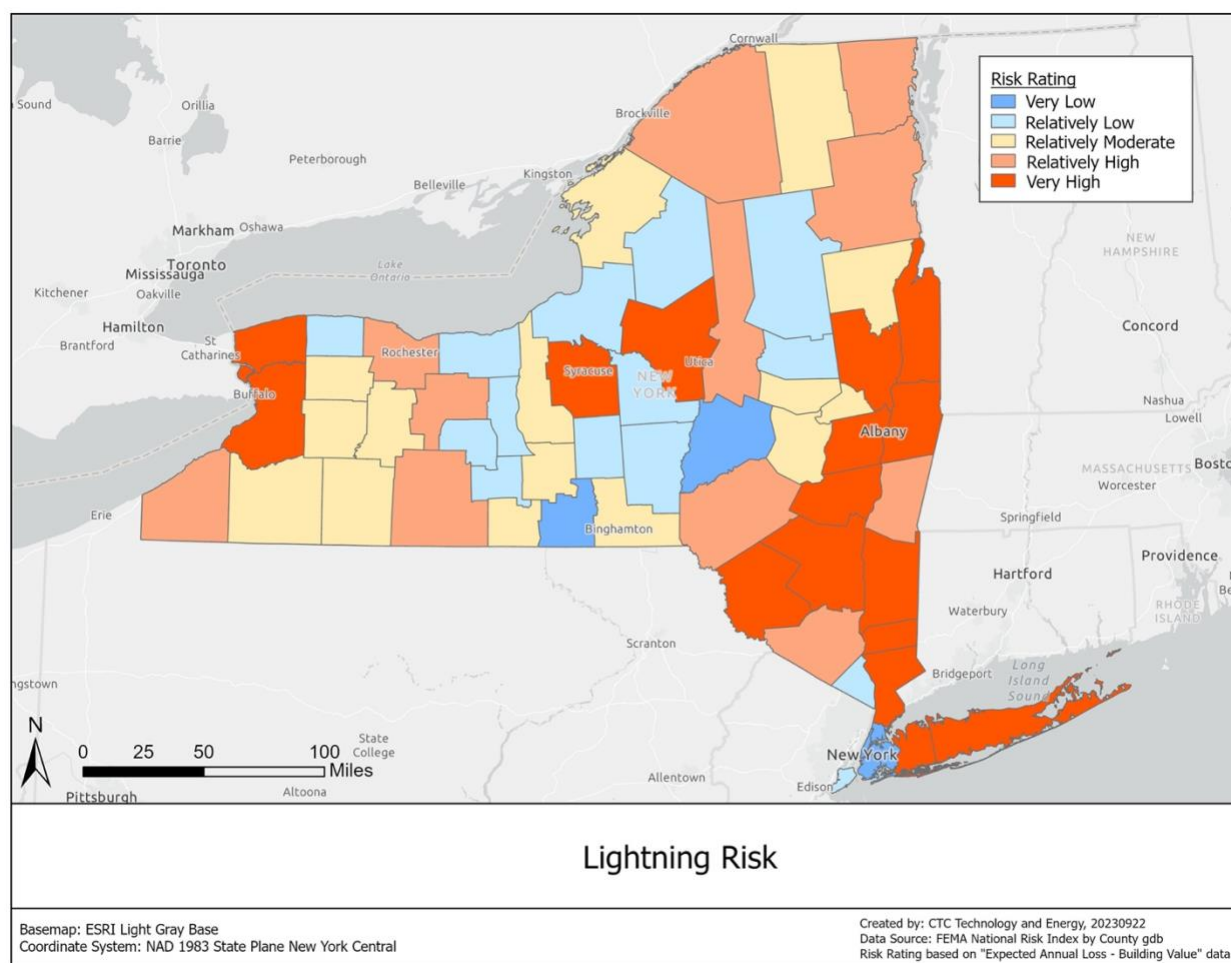 Cornwall
Sound
Orillia
Barrie
Brockville
Peterborough
Kingston
Belleville
Markham
Oshawa
Toronto
Mississauga
Lake
Ontario
Kitchener
Oakville
Hamilton
Brantford
St
Catharines
Rochester
Buffalo
Syracuse
Utica
NEW
YORK
Albany
Erie
Binghamton
NEW
HAMPSHIRE
Concord
Nashua
Lowell
MASSACHUSETTS
Worcester
Springfield
Providence
Hartford
RHODE
ISLAND
Waterbury
Scranton
Bridgeport
Long
Island
Sound
State
College
New York
Allentown
Edison
Pittsburgh
Altoona
Risk Rating
Very Low
Relatively Low
Relatively Moderate
Relatively High
Very High
N
0 25 50 100
Miles
Lightning Risk
Basemap: ESRI Light Gray Base
Coordinate System: NAD 1983 State Plane New York Central
Created by: CTC Technology and Energy, 20230922
Data Source: FEMA National Risk Index by County gdb
Risk Rating based on "Expected Annual Loss - Building Value" data